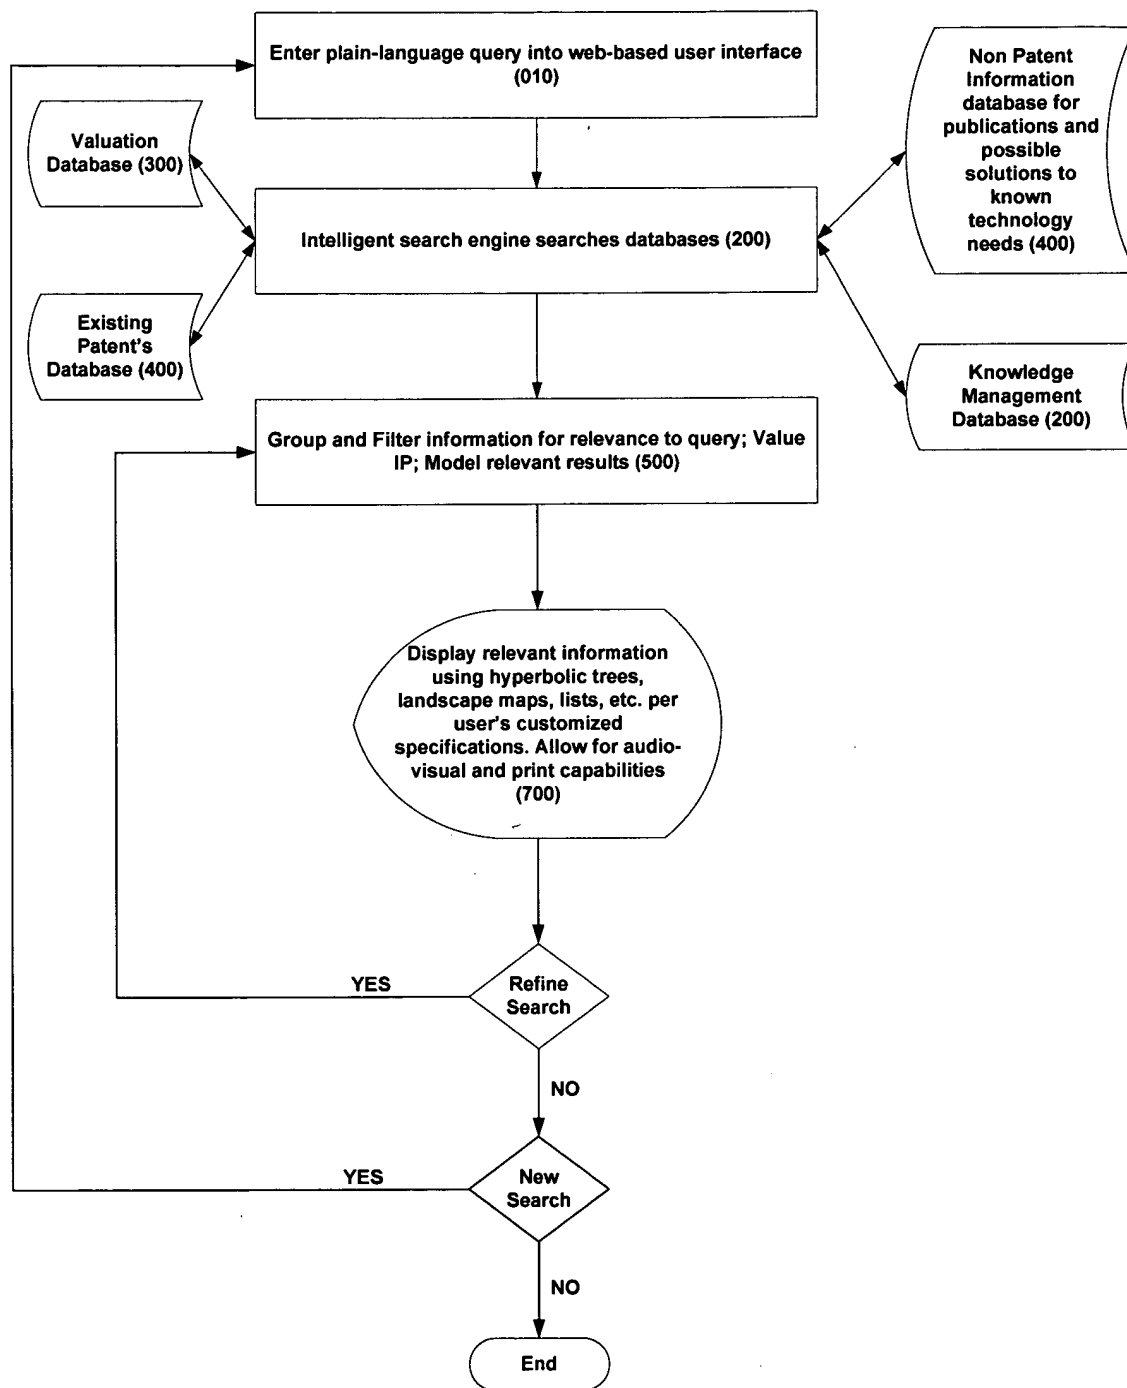 Enter plain-language query into web-based user interface
(010)
Valuation
Database (300)
Non Patent
Information
database for
publications and
possible
solutions to
known
technology
needs (400)
Intelligent search engine searches databases (200)
Existing
Patent's
Database (400)
Knowledge
Management
Database (200)
Group and Filter information for relevance to query; Value
IP; Model relevant results (500)
Display relevant information
using hyperbolic trees,
landscape maps, lists, etc. per
user's customized
specifications. Allow for audio-
visual and print capabilities
(700)
YES
Refine
Search
NO
YES
New
Search
NO
End